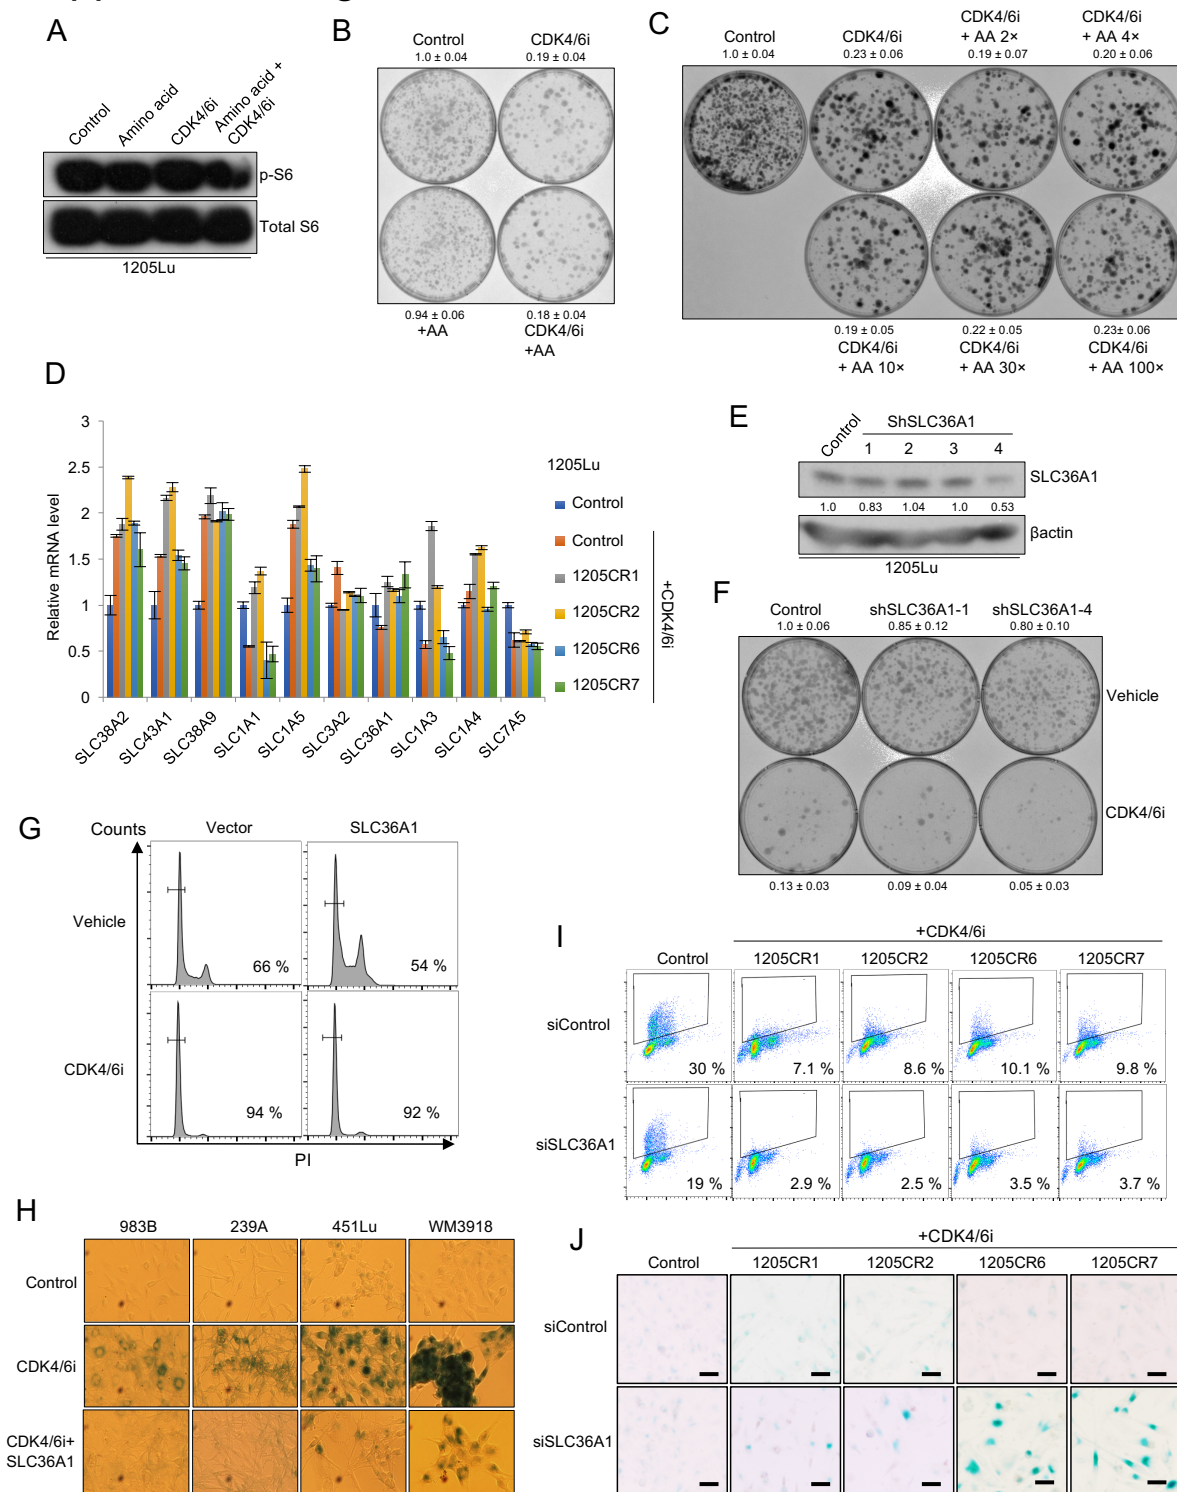 A
Control
Amino acid
CDK4/6i
Amino acid +
CDK4/6i
p-S6
Total S6
1205Lu
B
Control
CDK4/6i
1.0 ± 0.04
0.19 ± 0.04
0.94 ± 0.06
0.18 ± 0.04
+AA
CDK4/6i
+AA
C
Control
CDK4/6i
CDK4/6i
+ AA 2×
CDK4/6i
+ AA 4×
1.0 ± 0.04
0.23 ± 0.06
0.19 ± 0.07
0.20 ± 0.06
0.19 ± 0.05
0.22 ± 0.05
0.23± 0.06
CDK4/6i
+ AA 10×
CDK4/6i
+ AA 30×
CDK4/6i
+ AA 100×
D
Relative mRNA level
3
2.5
2
1.5
1
0.5
0
SLC38A2
SLC43A1
SLC38A9
SLC1A1
SLC1A5
SLC3A2
SLC36A1
SLC1A3
SLC1A4
SLC7A5
1205Lu
Control
Control
1205CR1
1205CR2
1205CR6
1205CR7
+CDK4/6i
E
Control
ShSLC36A1
1 2 3 4
SLC36A1
1.0 0.83 1.04 1.0 0.53
βactin
1205Lu
F
Control
shSLC36A1-1
shSLC36A1-4
1.0 ± 0.06
0.85 ± 0.12
0.80 ± 0.10
Vehicle
CDK4/6i
0.13 ± 0.03
0.09 ± 0.04
0.05 ± 0.03
G
Counts
Vector
SLC36A1
Vehicle
66 %
54 %
CDK4/6i
94 %
92 %
PI
H
983B
239A
451Lu
WM3918
Control
CDK4/6i
CDK4/6i+
SLC36A1
I
+CDK4/6i
Control
1205CR1
1205CR2
1205CR6
1205CR7
siControl
30 %
7.1 %
8.6 %
10.1 %
9.8 %
siSLC36A1
19 %
2.9 %
2.5 %
3.5 %
3.7 %
J
+CDK4/6i
Control
1205CR1
1205CR2
1205CR6
1205CR7
siControl
siSLC36A1